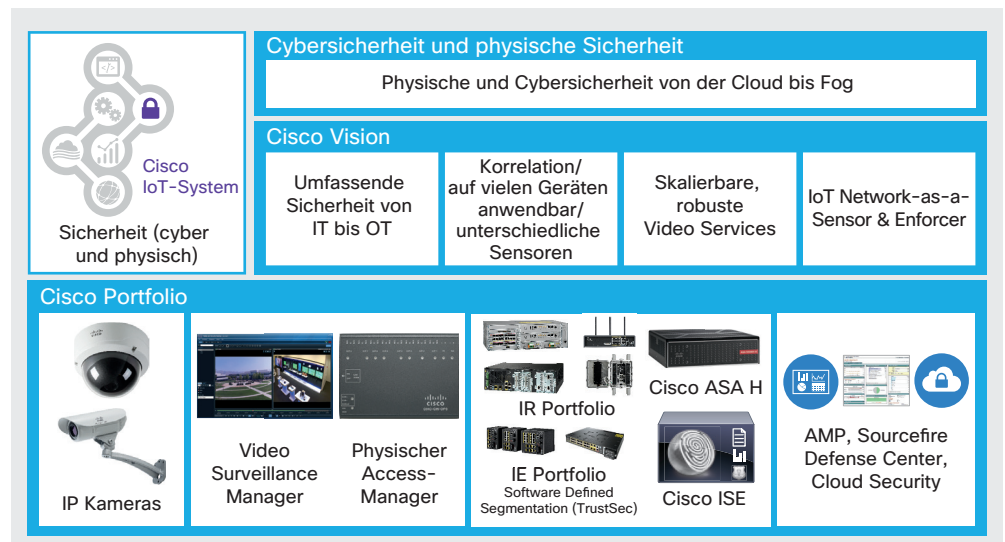 Cisco
IoT-System
Sicherheit (cyber
und physisch)
Cybersicherheit und physische Sicherheit
Physische und Cybersicherheit von der Cloud bis Fog
Cisco Vision
Umfassende
Sicherheit von
IT bis OT
Korrelation/
auf vielen Geräten
anwendbar/
unterschiedliche
Sensoren
Skalierbare,
robuste
Video Services
IoT Network-as-a-
Sensor & Enforcer
Cisco Portfolio
IP Kameras
Video
Surveillance
Manager
CISCO
Physischer
Access-
Manager
IR Portfolio
IE Portfolio
Software Defined
Segmentation (TrustSec)
Cisco ASA H
Cisco ISE
AMP, Sourcefire
Defense Center,
Cloud Security